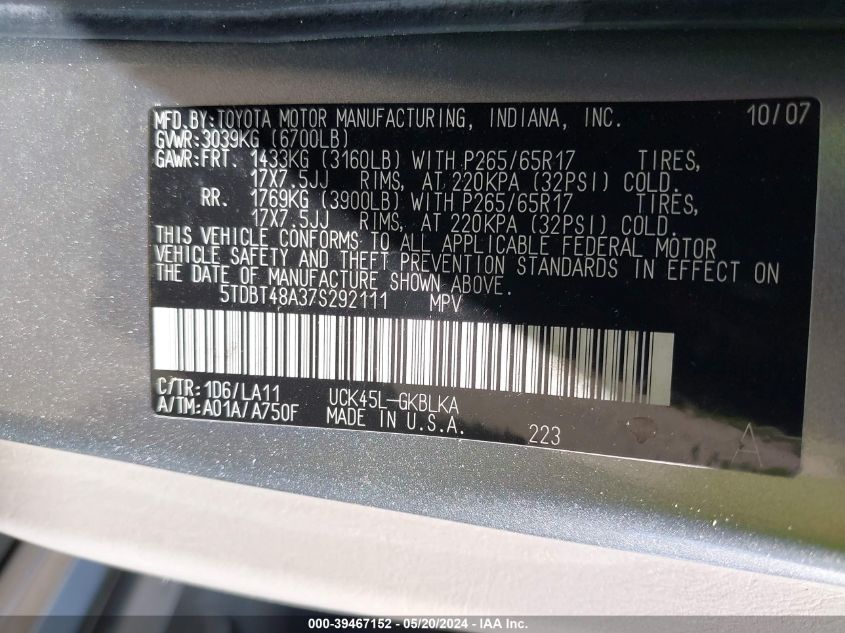 MFD.BY:TOYOTA MOTOR MANUFACTURING, INDIANA, INC. 10/07
GVWR:3039KG (6700LB)
GAWR:FRT. 1433KG (3160LB) WITH P265/65R17 TIRES,
17X7.5JJ RIMS, AT 220KPA (32PSI) COLD.
RR. 1769KG (3900LB) WITH P265/65R17 TIRES,
17X7.5JJ RIMS, AT 220KPA (32PSI) COLD.
THIS VEHICLE CONFORMS TO ALL APPLICABLE FEDERAL MOTOR
VEHICLE SAFETY AND THEFT PREVENTION STANDARDS IN EFFECT ON
THE DATE OF MANUFACTURE SHOWN ABOVE.
5TDBT48A37S292111 MPV
C/TR:1D6/LA11 UCK45L-GKBLKA
A/TM:A01A/A750F MADE IN U.S.A.
223 A
000-39467152 — 05/20/2024 — IAA Inc.